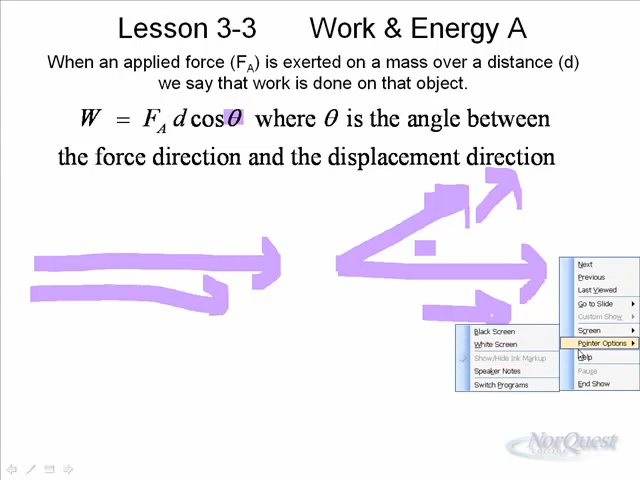 Lesson 3-3 Work & Energy A
When an applied force (F_A) is exerted on a mass over a distance (d)
we say that work is done on that object.
W = F_A d cosθ where θ is the angle between
the force direction and the displacement direction
Next
Previous
Last Viewed
Go to Slide
Custom Show
Screen
Pointer Options
Help
Pause
End Show
Black Screen
White Screen
Show/Hide Ink Markup
Speaker Notes
Switch Programs
NorQuest